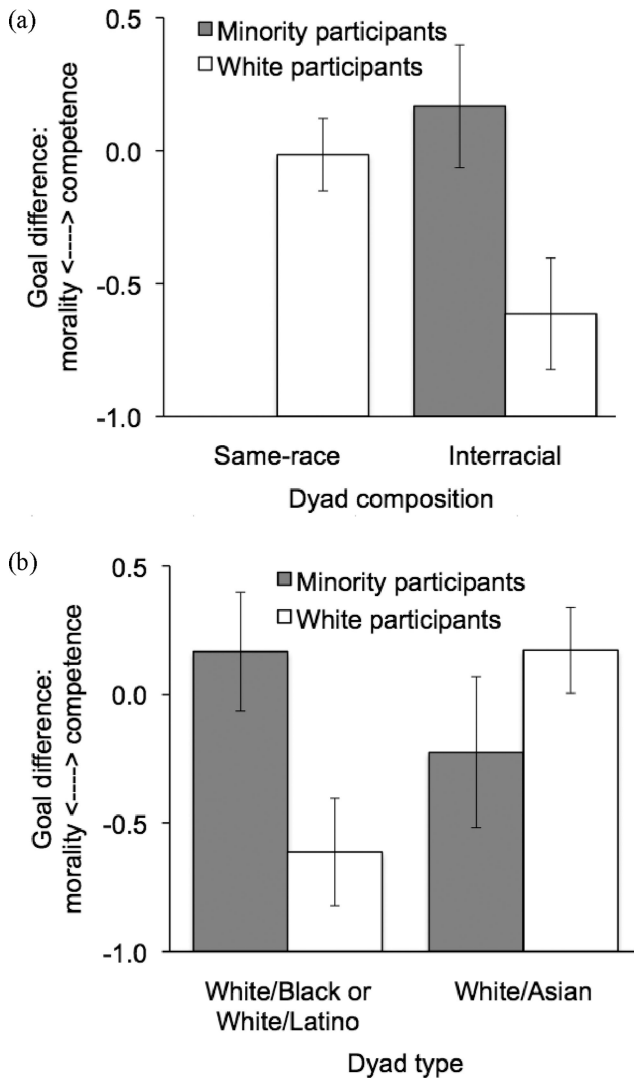 (a)
0.5
Minority participants
White participants
0.0
-0.5
-1.0
Goal difference:
morality <----> competence
Same-race
Interracial
Dyad composition
(b)
0.5
Minority participants
White participants
0.0
-0.5
-1.0
Goal difference:
morality <----> competence
White/Black or
White/Latino
White/Asian
Dyad type